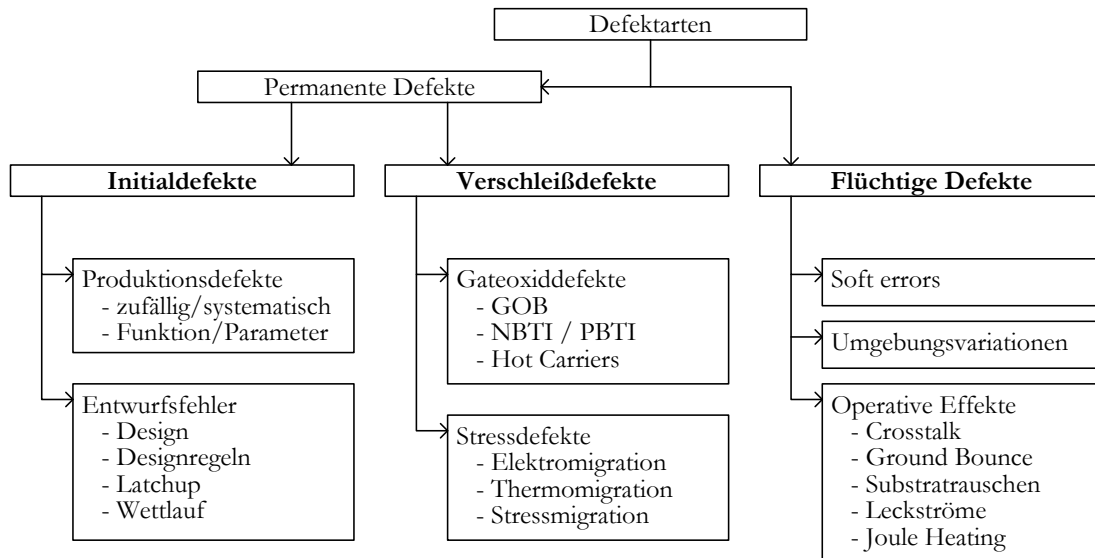 Defektarten
Permanente Defekte
Initialdefekte
Produktionsdefekte
- zufällig/systematisch
- Funktion/Parameter
Entwurfsfehler
- Design
- Designregeln
- Latchup
- Wettlauf
Verschleißdefekte
Gateoxiddefekte
- GOB
- NBTI / PBTI
- Hot Carriers
Stressdefekte
- Elektromigration
- Thermomigration
- Stressmigration
Flüchtige Defekte
Soft errors
Umgebungsvariationen
Operative Effekte
- Crosstalk
- Ground Bounce
- Substratrauschen
- Leckströme
- Joule Heating